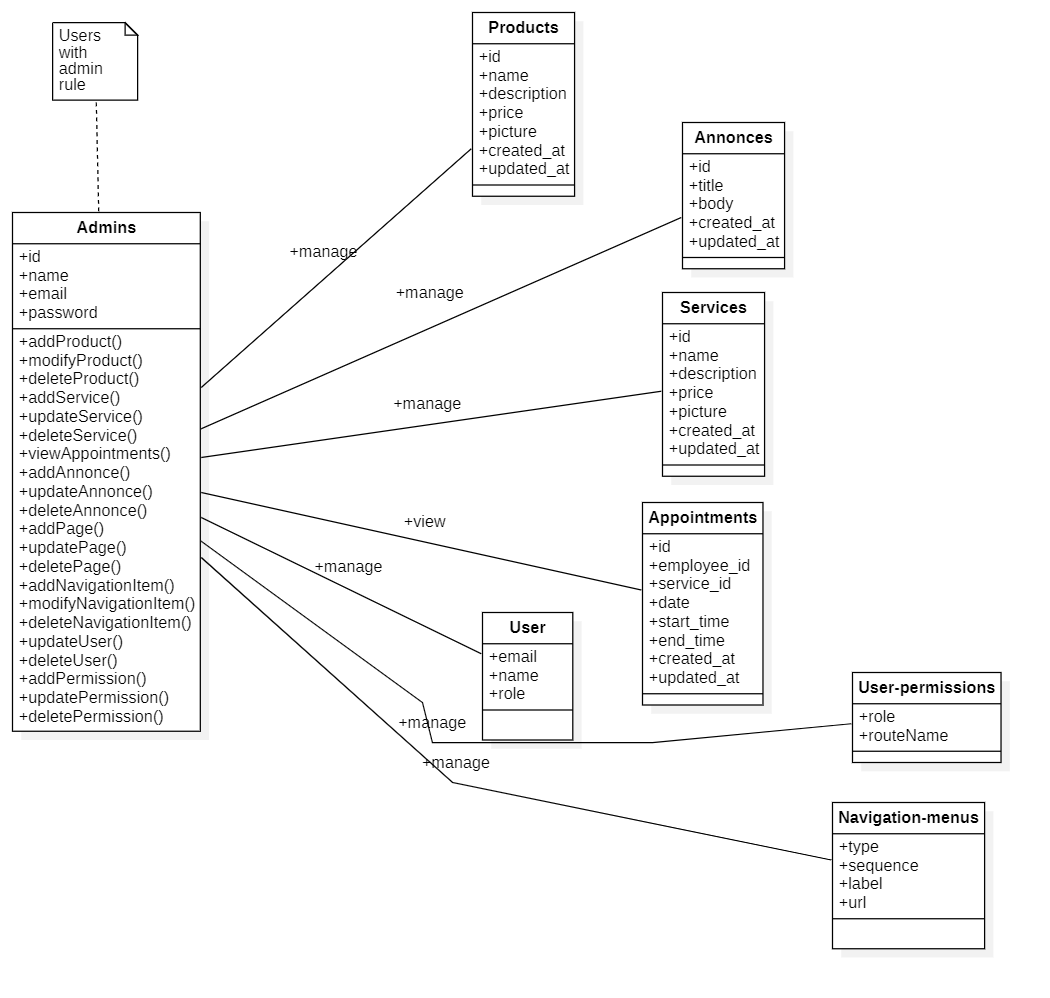 Users
with
admin
rule
Admins
+id
+name
+email
+password
+addProduct()
+modifyProduct()
+deleteProduct()
+addService()
+updateService()
+deleteService()
+viewAppointments()
+addAnnonce()
+updateAnnonce()
+deleteAnnonce()
+addPage()
+updatePage()
+deletePage()
+addNavigationItem()
+modifyNavigationItem()
+deleteNavigationItem()
+updateUser()
+deleteUser()
+addPermission()
+updatePermission()
+deletePermission()
+manage
+manage
+manage
+view
+manage
+manage
+manage
Products
+id
+name
+description
+price
+picture
+created_at
+updated_at
Annonces
+id
+title
+body
+created_at
+updated_at
Services
+id
+name
+description
+price
+picture
+created_at
+updated_at
Appointments
+id
+employee_id
+service_id
+date
+start_time
+end_time
+created_at
+updated_at
User
+email
+name
+role
User-permissions
+role
+routeName
Navigation-menus
+type
+sequence
+label
+url